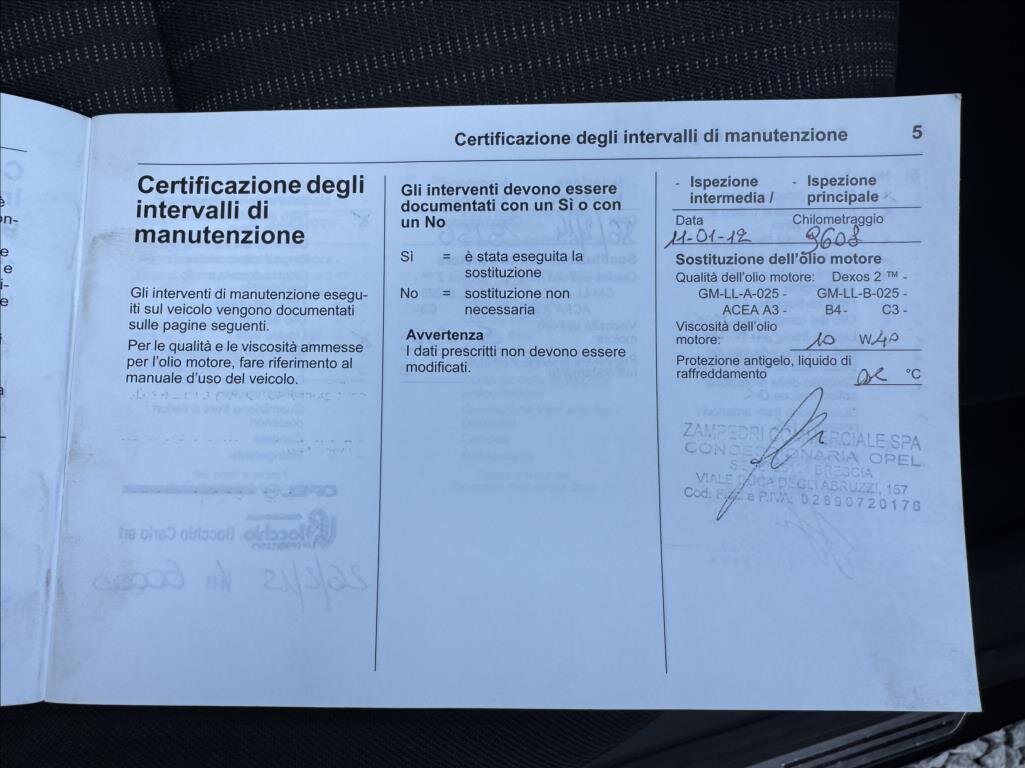 Certificazione degli intervalli di manutenzione 5
Certificazione degli
intervalli di
manutenzione
Gli interventi di manutenzione esegu-
iti sul veicolo vengono documentati
sulle pagine seguenti.
Per le qualità e le viscosità ammesse
per l'olio motore, fare riferimento al
manuale d'uso del veicolo.
Gli interventi devono essere
documentati con un Sì o con
un No
Sì = è stata eseguita la
sostituzione
No = sostituzione non
necessaria
Avvertenza
I dati prescritti non devono essere
modificati.
- Ispezione - Ispezione
intermedia / principale
Data Chilometraggio
11-01-12 9608
Sostituzione dell'olio motore
Qualità dell'olio motore: Dexos 2 ™ -
GM-LL-A-025 - GM-LL-B-025 -
ACEA A3 - B4 - C3 -
Viscosità dell'olio
motore: 10 W40
Protezione antigelo, liquido di
raffreddamento °C
ZAMPEDRI COMMERCIALE SPA
CONCESSIONARIA OPEL
BRESCIA
VIALE DUCA DEGLI ABRUZZI, 157
Cod. Fisc. e P.IVA 02890720176